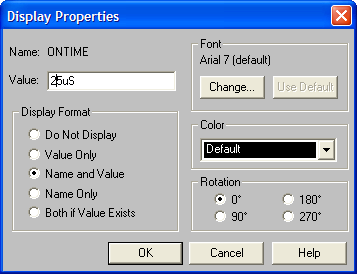 Display Properties
Name: ONTIME
Value: 25uS
Display Format
Do Not Display
Value Only
Name and Value
Name Only
Both if Value Exists
Font
Arial 7 (default)
Change... Use Default
Color
Default
Rotation
0° 180°
90° 270°
OK Cancel Help